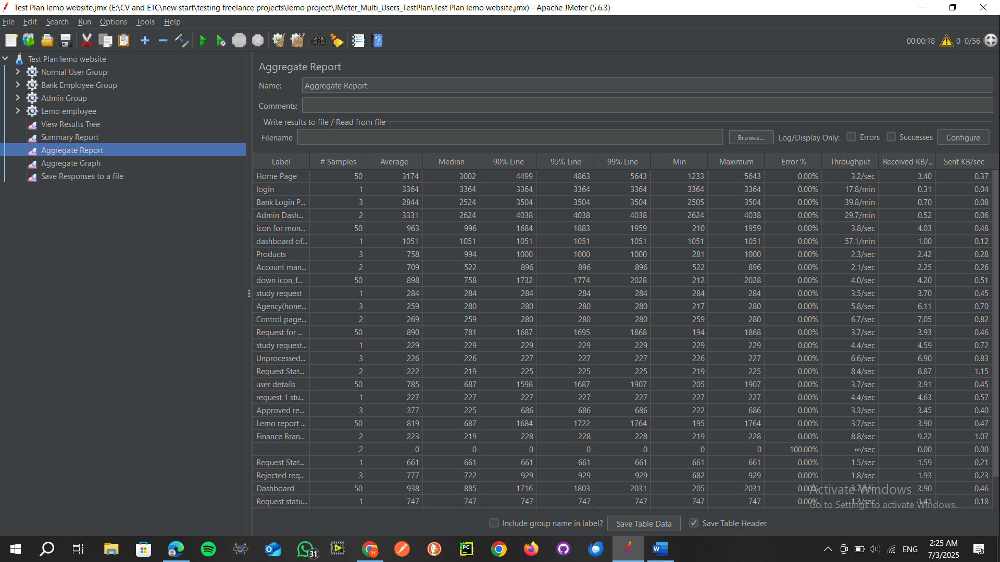 Test Plan lemo website.jmx (E:\CV and ETC\new start\testing freelance projects\lemo project\JMeter_Multi_Users_TestPlan\Test Plan lemo website.jmx) - Apache JMeter (5.6.3)
File Edit Search Run Options Tools Help
STOP 00:00:18 0 0/56
Test Plan lemo website
Normal User Group
Bank Employee Group
Admin Group
Lemo employee
View Results Tree
Summary Report
Aggregate Report
Aggregate Graph
Save Responses to a file
Aggregate Report
Name: Aggregate Report
Comments:
Write results to file / Read from file
Filename Browse... Log/Display Only: Errors Successes Configure
Label # Samples Average Median 90% Line 95% Line 99% Line Min Maximum Error % Throughput Received KB/... Sent KB/sec
Home Page 50 3174 3002 4499 4863 5643 1233 5643 0.00% 3.2/sec 3.40 0.37
login 1 3364 3364 3364 3364 3364 3364 3364 0.00% 17.8/min 0.31 0.04
Bank Login P... 3 2844 2524 3504 3504 3504 2505 3504 0.00% 39.8/min 0.70 0.08
Admin Dash... 2 3331 2624 4038 4038 4038 2624 4038 0.00% 29.7/min 0.52 0.06
icon for mon... 50 963 996 1684 1883 1959 210 1959 0.00% 3.8/sec 4.03 0.48
dashboard of... 1 1051 1051 1051 1051 1051 1051 1051 0.00% 57.1/min 1.00 0.12
Products 3 758 994 1000 1000 1000 281 1000 0.00% 2.3/sec 2.42 0.28
Account man... 2 709 522 896 896 896 522 896 0.00% 2.1/sec 2.25 0.26
down icon_f... 50 898 758 1732 1774 2028 212 2028 0.00% 4.0/sec 4.20 0.51
study request 1 284 284 284 284 284 284 284 0.00% 3.5/sec 3.70 0.45
Agency(hone... 3 259 280 280 280 280 217 280 0.00% 5.8/sec 6.11 0.70
Control page... 2 269 259 280 280 280 259 280 0.00% 6.7/sec 7.05 0.82
Request for ... 50 890 781 1687 1695 1868 194 1868 0.00% 3.7/sec 3.93 0.46
study request... 1 229 229 229 229 229 229 229 0.00% 4.4/sec 4.59 0.72
Unprocessed... 3 226 226 227 227 227 226 227 0.00% 6.6/sec 6.90 0.83
Request Stat... 2 222 219 225 225 225 219 225 0.00% 8.4/sec 8.87 1.15
user details 50 785 687 1598 1687 1907 205 1907 0.00% 3.7/sec 3.91 0.45
request 1 stu... 1 227 227 227 227 227 227 227 0.00% 4.4/sec 4.63 0.57
Approved re... 3 377 225 686 686 686 222 686 0.00% 3.3/sec 3.45 0.40
Lemo report ... 50 819 687 1684 1722 1764 195 1764 0.00% 3.7/sec 3.90 0.47
Finance Bran... 2 223 219 228 228 228 219 228 0.00% 8.8/sec 9.22 1.07
2 0 0 0 0 0 0 0 100.00% ∞/sec 0.00 0.00
Request Stat... 1 661 661 661 661 661 661 661 0.00% 1.5/sec 1.59 0.21
Rejected req... 3 777 722 929 929 929 682 929 0.00% 1.8/sec 1.93 0.23
Dashboard 50 938 885 1716 1803 2031 205 2031 0.00% 3.7/sec 3.90 0.46
Request statu... 1 747 747 747 747 747 747 747 0.00% 1.3/sec 1.41 0.18
Activate Windows
Go to Settings to activate Windows.
Include group name in label? Save Table Data Save Table Header
31 PC H W ENG 2:25 AM
7/3/2025